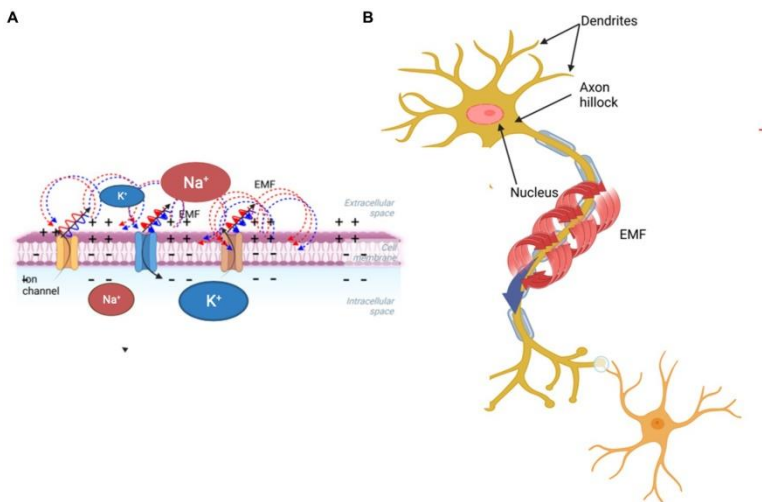 A
K⁺
Na⁺
EMF
EMF
Extracellular
space
+ +
+ +
+ +
+ +
+ +
+ +
+ +
+ +
+ +
Cell
membrane
-
- -
- -
- -
-
-
- -
- -
- -
-
Ion
channel
Na⁺
K⁺
Intracellular
space
B
Dendrites
Axon
hillock
Nucleus
EMF